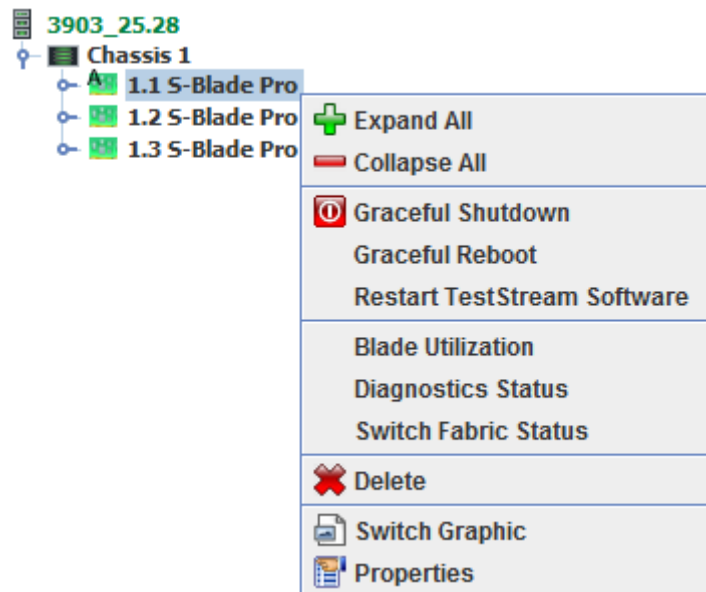 3903_25.28
Chassis 1
A 1.1 S-Blade Pro
1.2 S-Blade Pro
1.3 S-Blade Pro
Expand All
Collapse All
Graceful Shutdown
Graceful Reboot
Restart TestStream Software
Blade Utilization
Diagnostics Status
Switch Fabric Status
Delete
Switch Graphic
Properties